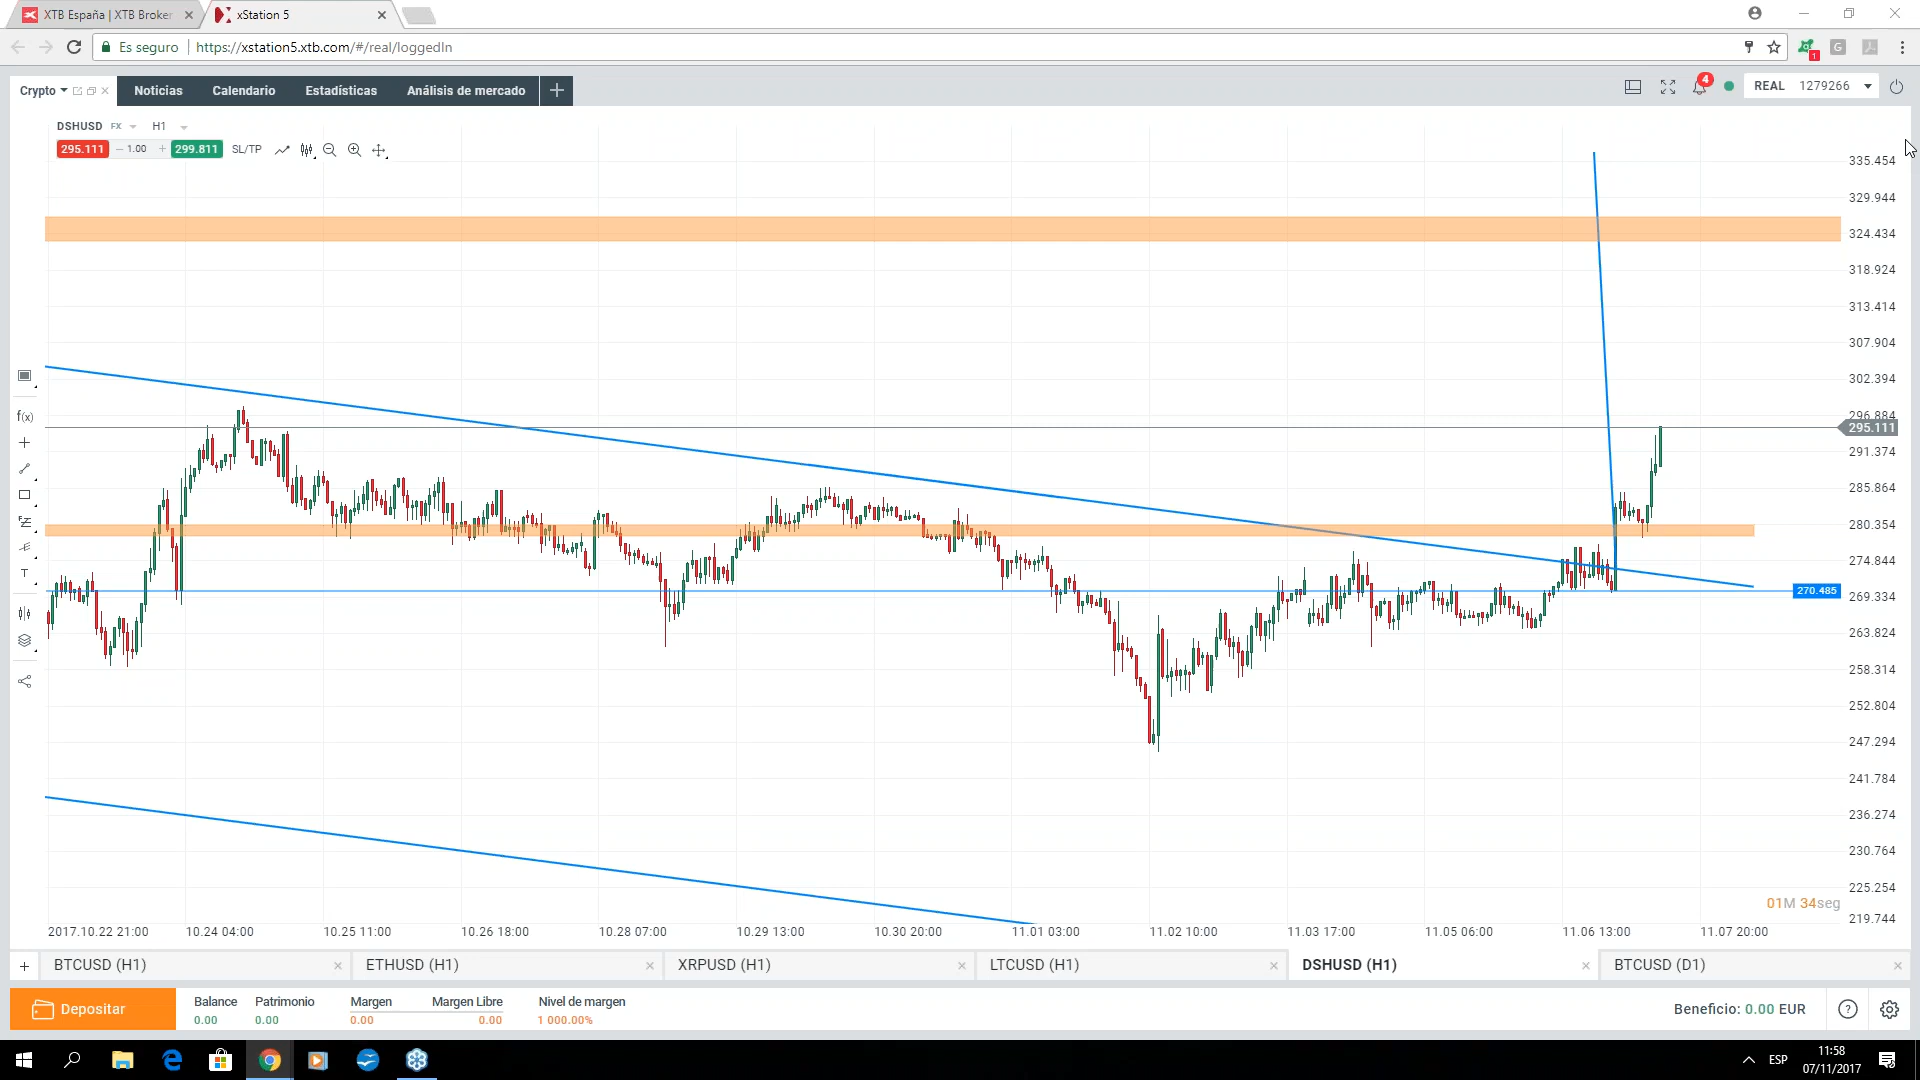 XTB España | XTB Broker
xStation 5
Es seguro
https://xstation5.xtb.com/#/real/loggedIn
1
Crypto
Noticias
Calendario
Estadísticas
Análisis de mercado
4
REAL 1279266
DSHUSD FX H1
295.111 – 1.00 + 299.811 SL/TP
335.454
329.944
324.434
318.924
313.414
307.904
302.394
296.884
295.111
291.374
285.864
280.354
274.844
270.485
269.334
263.824
258.314
252.804
247.294
241.784
236.274
230.764
225.254
219.744
f(x)
T
01M 34seg
2017.10.22 21:00 10.24 04:00 10.25 11:00 10.26 18:00 10.28 07:00 10.29 13:00 10.30 20:00 11.01 03:00 11.02 10:00 11.03 17:00 11.05 06:00 11.06 13:00 11.07 20:00
+ BTCUSD (H1) ETHUSD (H1) XRPUSD (H1) LTCUSD (H1) DSHUSD (H1) BTCUSD (D1)
Depositar
Balance Patrimonio Margen Margen Libre Nivel de margen
0.00 0.00 0.00 0.00 1 000.00%
Beneficio: 0.00 EUR
?
ESP
11:58
07/11/2017